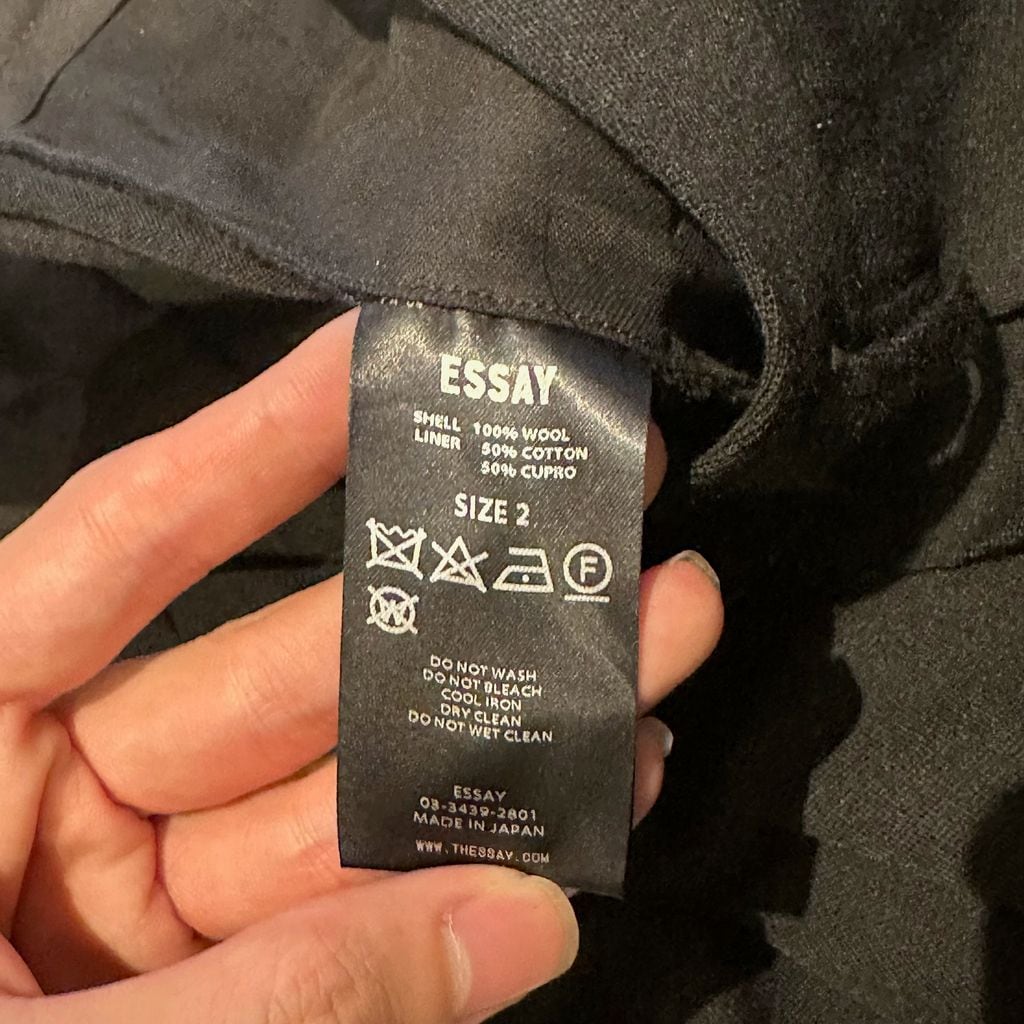 ESSAY
SHELL 100% WOOL
LINER 50% COTTON
50% CUPRO
SIZE 2
F
W
DO NOT WASH
DO NOT BLEACH
COOL IRON
DRY CLEAN
DO NOT WET CLEAN
ESSAY
03-3439-2801
MADE IN JAPAN
WWW.THESSAY.COM